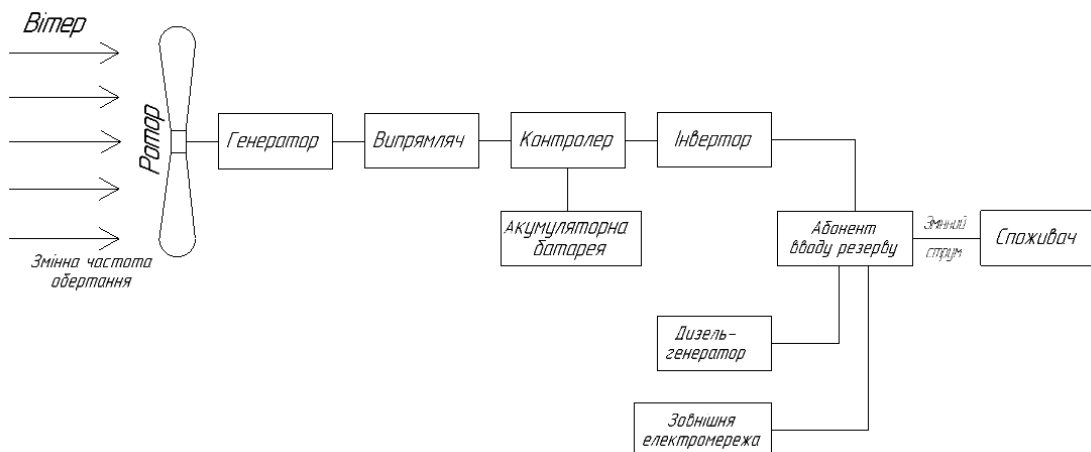 Вітер
Ротор
Змінна частота
обертання
Генератор
Випрямляч
Контролер
Інвертор
Акумуляторна
батарея
Абонент
вводу резерву
Змінний
струм
Споживач
Дизель-
генератор
Зовнішня
електромережа